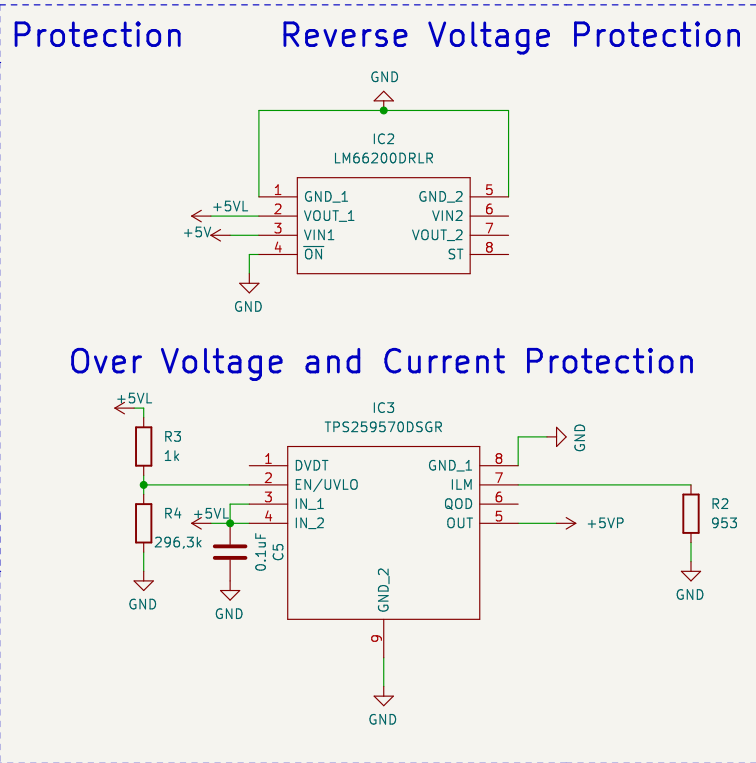 Protection
Reverse Voltage Protection
GND
IC2
LM66200DRLR
1 GND_1
GND_2 5
+5VL 2 VOUT_1
VIN2 6
+5V 3 VIN1
VOUT_2 7
4 ON
ST 8
GND
Over Voltage and Current Protection
+5VL
IC3
TPS259570DSGR
R3
1k
GND
1 DVDT
GND_1 8
2 EN/UVLO
ILM 7
3 IN_1
QOD 6
R4
296,3k
+5VL 4 IN_2
OUT 5 +5VP
R2
953
0.1uF
C5
GND_2
9
GND
GND
GND
GND